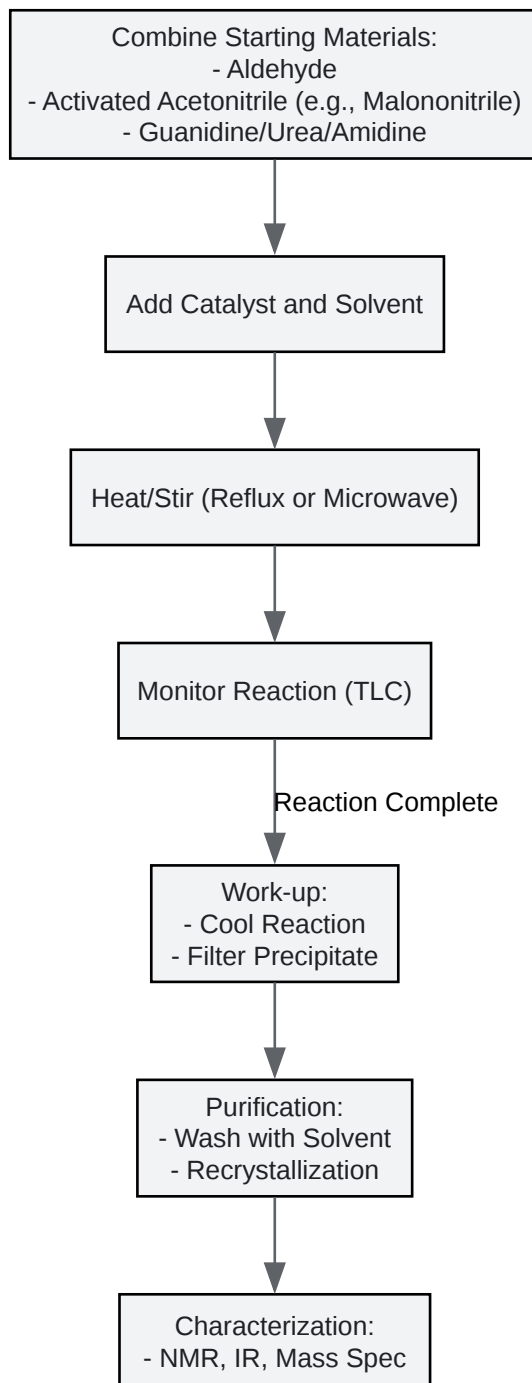 Combine Starting Materials:
- Aldehyde
- Activated Acetonitrile (e.g., Malononitrile)
- Guanidine/Urea/Amidine
Add Catalyst and Solvent
Heat/Stir (Reflux or Microwave)
Monitor Reaction (TLC)
Reaction Complete
Work-up:
- Cool Reaction
- Filter Precipitate
Purification:
- Wash with Solvent
- Recrystallization
Characterization:
- NMR, IR, Mass Spec